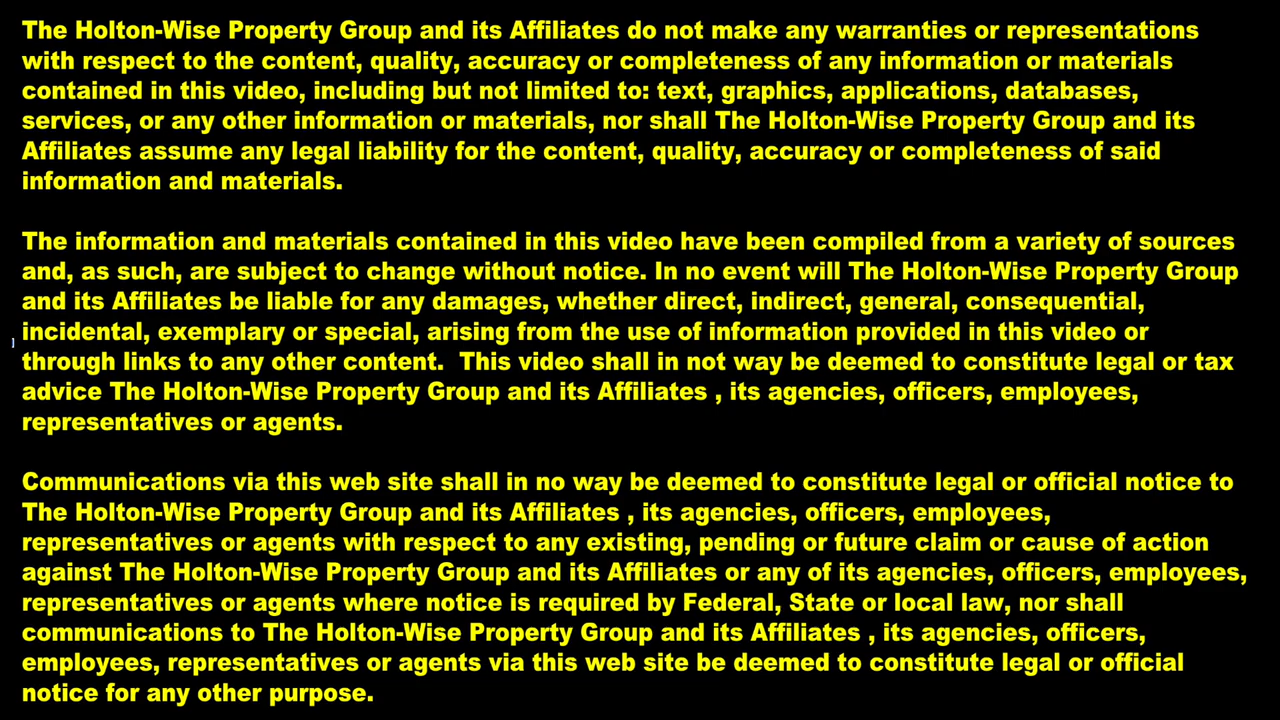 The Holton-Wise Property Group and its Affiliates do not make any warranties or representations
with respect to the content, quality, accuracy or completeness of any information or materials
contained in this video, including but not limited to: text, graphics, applications, databases,
services, or any other information or materials, nor shall The Holton-Wise Property Group and its
Affiliates assume any legal liability for the content, quality, accuracy or completeness of said
information and materials.
The information and materials contained in this video have been compiled from a variety of sources
and, as such, are subject to change without notice. In no event will The Holton-Wise Property Group
and its Affiliates be liable for any damages, whether direct, indirect, general, consequential,
incidental, exemplary or special, arising from the use of information provided in this video or
through links to any other content.  This video shall in not way be deemed to constitute legal or tax
advice The Holton-Wise Property Group and its Affiliates , its agencies, officers, employees,
representatives or agents.
Communications via this web site shall in no way be deemed to constitute legal or official notice to
The Holton-Wise Property Group and its Affiliates , its agencies, officers, employees,
representatives or agents with respect to any existing, pending or future claim or cause of action
against The Holton-Wise Property Group and its Affiliates or any of its agencies, officers, employees,
representatives or agents where notice is required by Federal, State or local law, nor shall
communications to The Holton-Wise Property Group and its Affiliates , its agencies, officers,
employees, representatives or agents via this web site be deemed to constitute legal or official
notice for any other purpose.